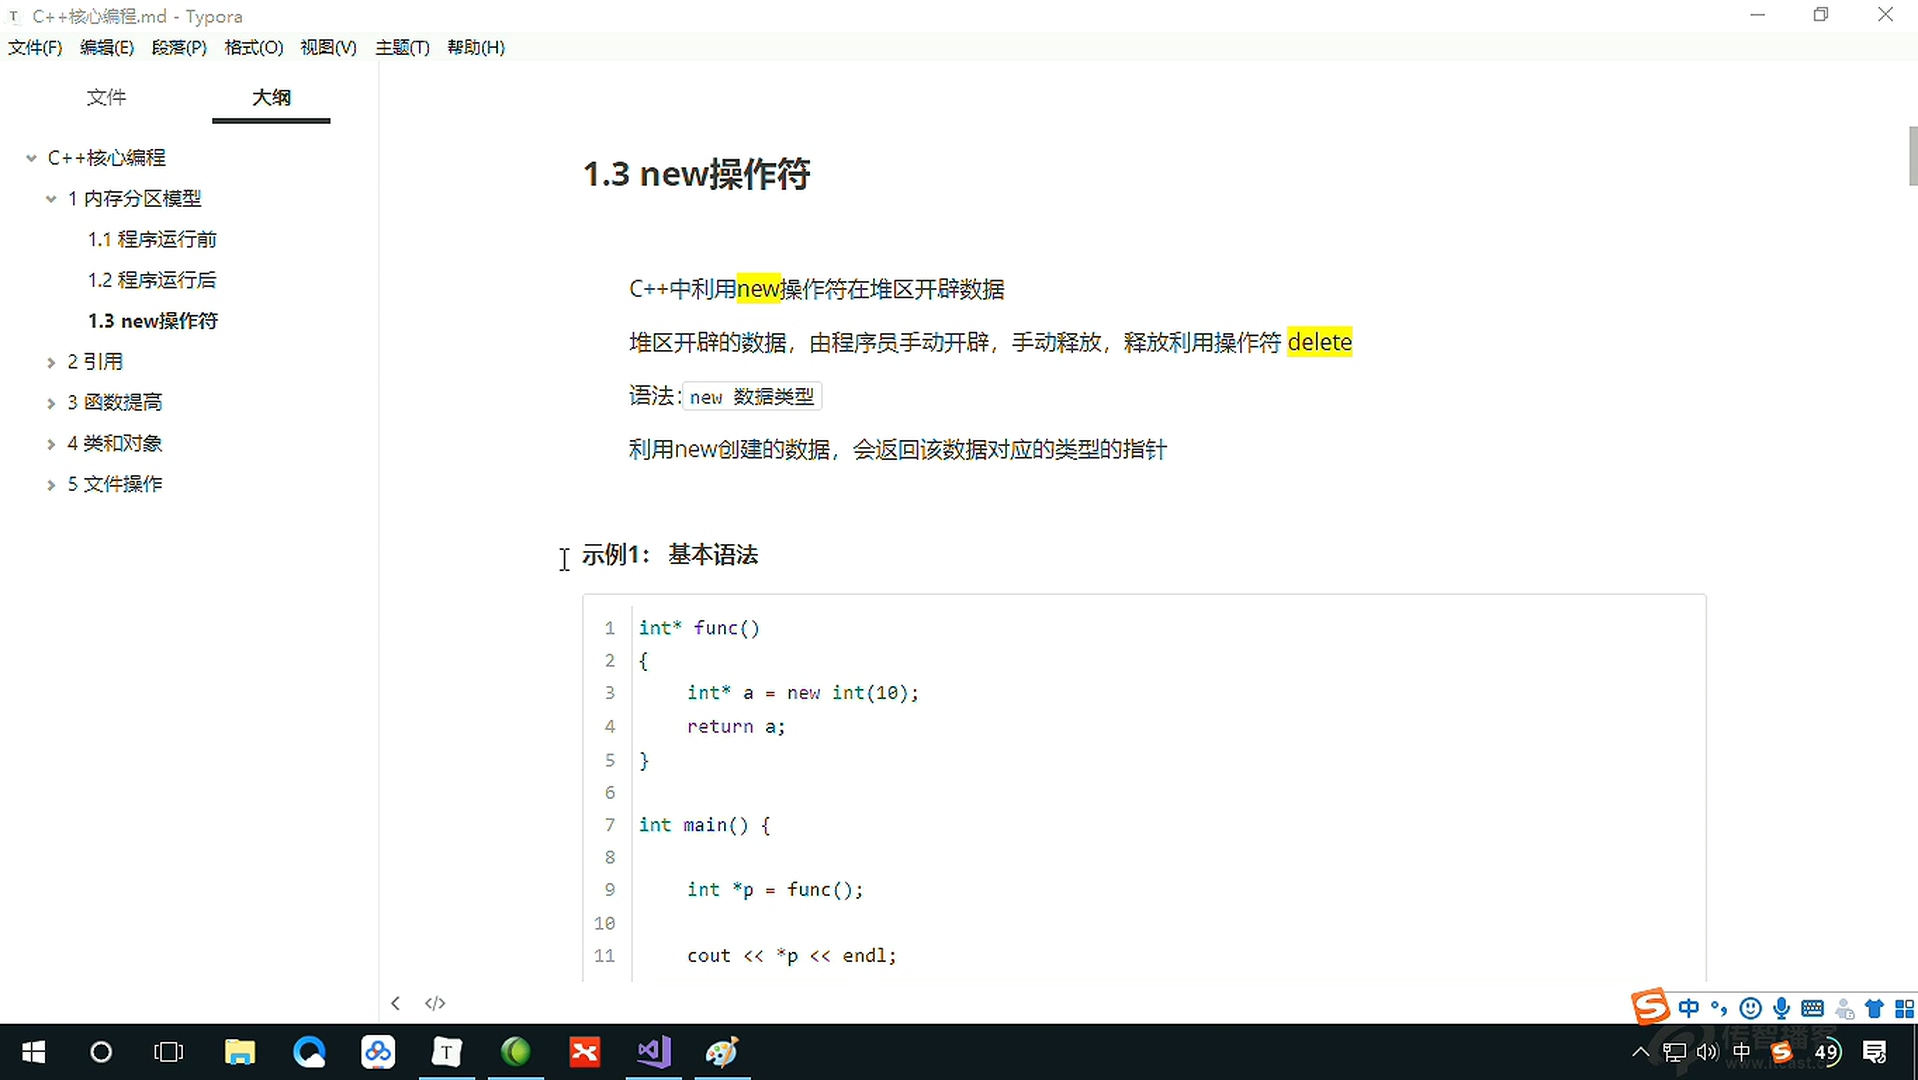 C++核心编程.md - Typora
文件(F) 编辑(E) 段落(P) 格式(O) 视图(V) 主题(T) 帮助(H)
文件 大纲
C++核心编程
1 内存分区模型
1.1 程序运行前
1.2 程序运行后
1.3 new操作符
2 引用
3 函数提高
4 类和对象
5 文件操作
1.3 new操作符
C++中利用new操作符在堆区开辟数据
堆区开辟的数据，由程序员手动开辟，手动释放，释放利用操作符 delete
语法:new 数据类型
利用new创建的数据，会返回该数据对应的类型的指针
示例1： 基本语法
1 int* func()
2 {
3 int* a = new int(10);
4 return a;
5 }
6
7 int main() {
8
9 int *p = func();
10
11 cout << *p << endl;
中
传智播客
中 49
www.itcast.c